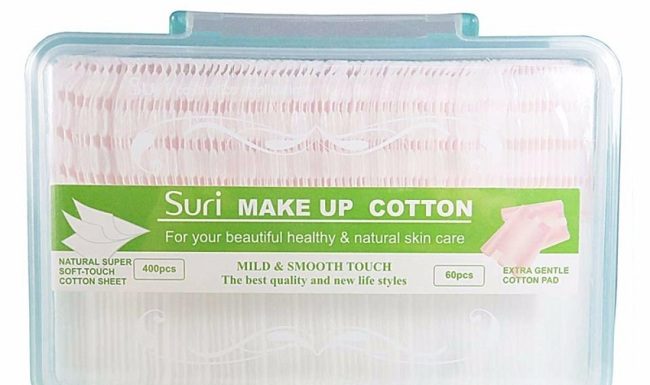 Suri MAKE UP COTTON
For your beautiful healthy & natural skin care
NATURAL SUPER
SOFT-TOUCH
COTTON SHEET
400pcs
MILD & SMOOTH TOUCH
The best quality and new life styles
60pcs
EXTRA GENTLE
COTTON PAD